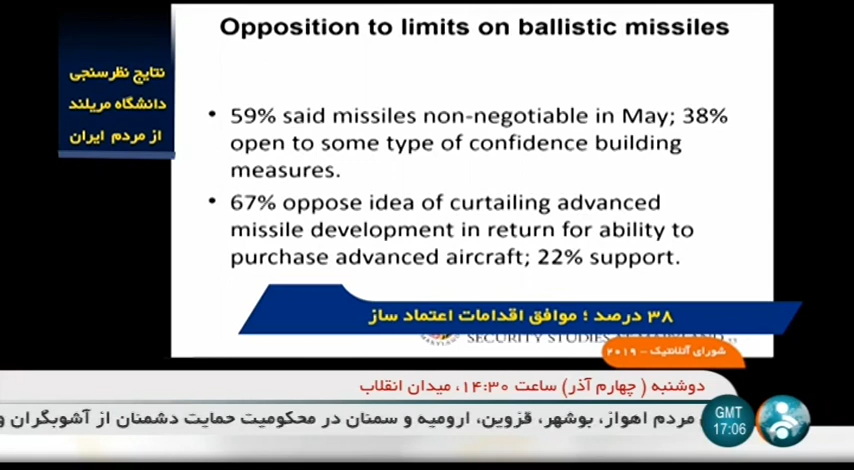 Opposition to limits on ballistic missiles
نتایج نظرسنجی
دانشگاه مریلند
از مردم ایران
• 59% said missiles non-negotiable in May; 38%
open to some type of confidence building
measures.
• 67% oppose idea of curtailing advanced
missile development in return for ability to
purchase advanced aircraft; 22% support.
۳۸ درصد ؛ موافق اقدامات اعتماد ساز
SECURITY STUDIES
شورای آتلانتیک - ۲۰۱۹
دوشنبه ( چهارم آذر) ساعت ۱۴:۳۰، میدان انقلاب
مردم اهواز، بوشهر، قزوین، ارومیه و سمنان در محکومیت حمایت دشمنان از آشوبگران و
GMT
17:06